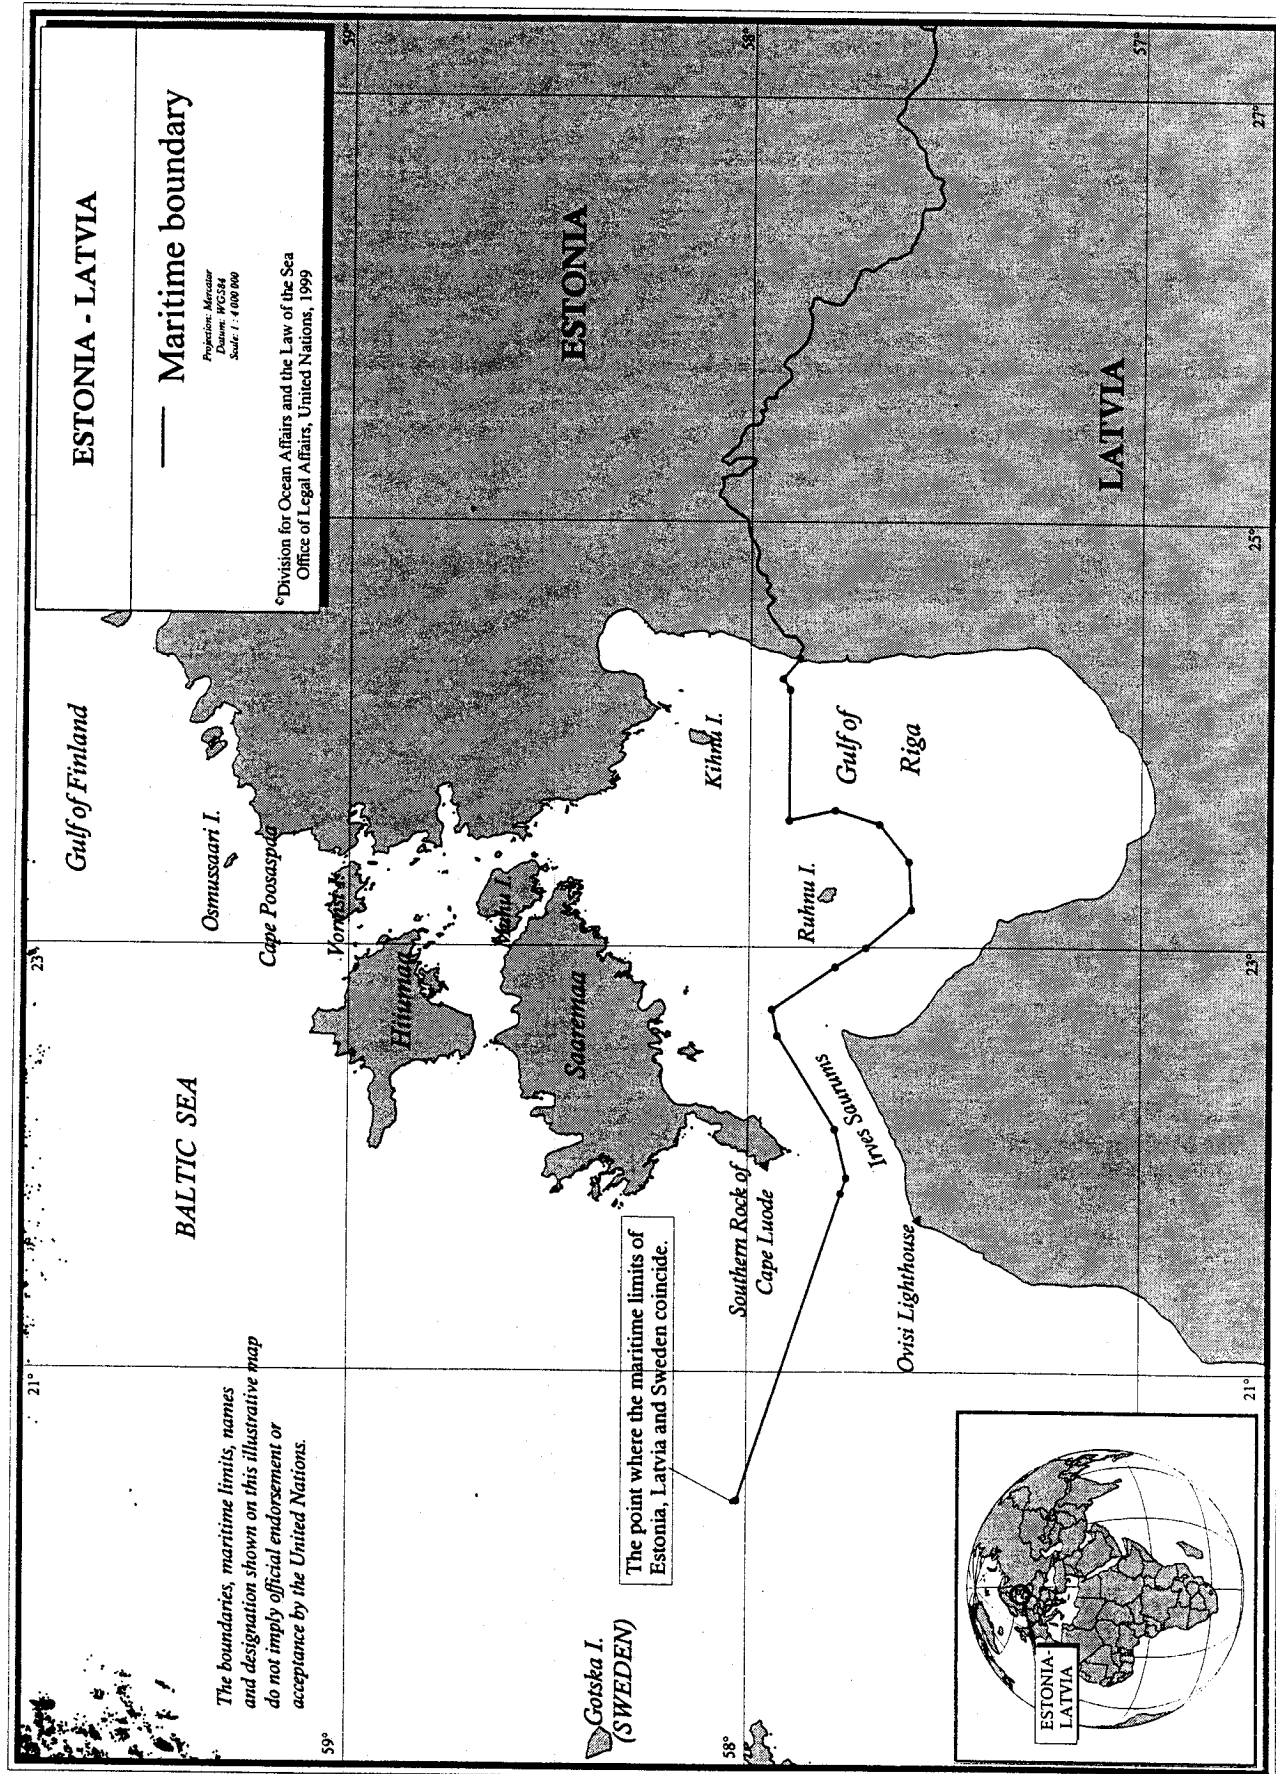 ESTONIA - LATVIA
Maritime boundary
Projection: Mercator
Datum: WGS84
Scale: 1 : 4 000 000
©Division for Ocean Affairs and the Law of the Sea
Office of Legal Affairs, United Nations, 1999
59°
58°
57°
27°
25°
23°
23°
21°
21°
59°
58°
Gulf of Finland
Osmussaari I.
Cape Poosaspda
Vormsi I.
Hiiumaa
Muhu I.
Saaremaa
BALTIC SEA
ESTONIA
LATVIA
Kihnu I.
Gulf of
Riga
Ruhnu I.
Irves Saurums
Southern Rock of
Cape Luode
Ovisi Lighthouse
The point where the maritime limits of
Estonia, Latvia and Sweden coincide.
The boundaries, maritime limits, names
and designation shown on this illustrative map
do not imply official endorsement or
acceptance by the United Nations.
Gotska I.
(SWEDEN)
ESTONIA-
LATVIA